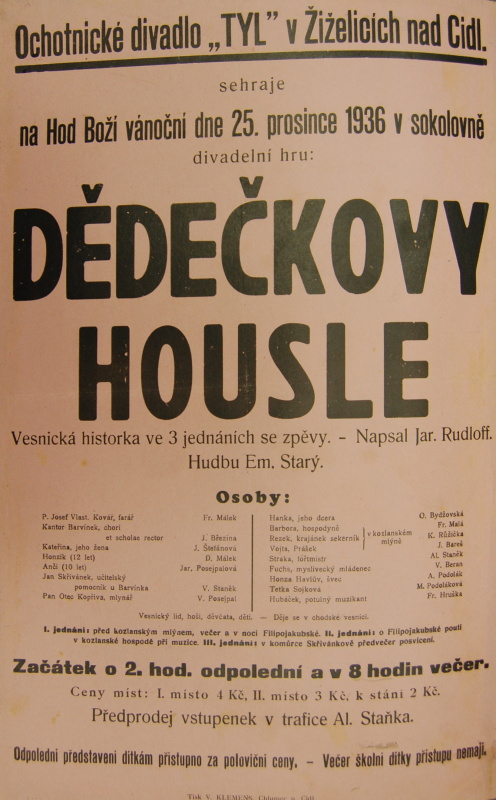 Ochotnické divadlo „TYL” v Žiželicích nad Cidl.
sehraje
na Hod Boží vánoční dne 25. prosince 1936 v sokolovně
divadelní hru:
DĚDEČKOVY
HOUSLE
Vesnická historka ve 3 jednáních se zpěvy. – Napsal Jar. Rudloff.
Hudbu Em. Starý.
Osoby:
P. Josef Vlast. Kovář, farář Fr. Málek
Kantor Barvínek, chori
et scholas rector J. Březina
Kateřina, jeho žena J. Štefánová
Honzík (12 let) D. Málek
Anči (10 let) Jar. Posejpalová
Jan Skřivánek, učitelský
pomocník u Barvínka V. Staněk
Pan Otec Kopřiva, mlynář V. Posejpal
Hanka, jeho dcera O. Bydžovská
Barbora, hospodyně Fr. Malá
Rezek, krajánek sekerník K. Růžička
v kozlanském mlýně
Vojta, Prášek J. Bareš
Straka, šórfmistr Al. Staněk
Fuchs, myslivecký mládenec V. Beran
Honza Havlův, švec A. Podolák
Tetka Sojkova M. Podoláková
Hubáček, potulný muzikant Fr. Hruška
Vesnický lid, hoši, děvčata, děti. – Děje se v chodské vesnici.
I. jednání: před kozlanským mlýnem, večer a v noci Filipojakubské. II. jednání: o Filipojakubské pouti
v kozlanské hospodě při muzice. III. jednání: v komůrce Skřivánkově předvečer posvícení.
Začátek o 2. hod. odpolední a v 8 hodin večer.
Ceny míst: I. místo 4 Kč, II. místo 3 Kč, k stání 2 Kč.
Předprodej vstupenek v trafice Al. Staňka.
Odpolední představení dítkám přístupno za poloviční ceny. – Večer školní dítky přístupu nemají.
Tisk V. KLEMENS, Chlumec n. Cidl.